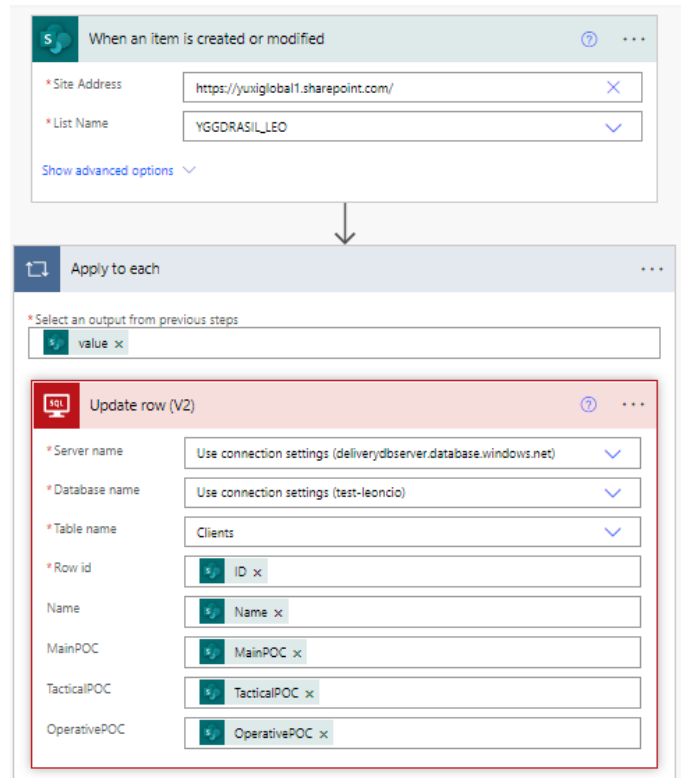 When an item is created or modified
* Site Address https://yuxiglobal1.sharepoint.com/
* List Name YGGDRASIL_LEO
Show advanced options
Apply to each
* Select an output from previous steps
value
SQL Update row (V2)
* Server name Use connection settings (deliverydbserver.database.windows.net)
* Database name Use connection settings (test-leoncio)
* Table name Clients
* Row id ID
Name Name
MainPOC MainPOC
TacticalPOC TacticalPOC
OperativePOC OperativePOC